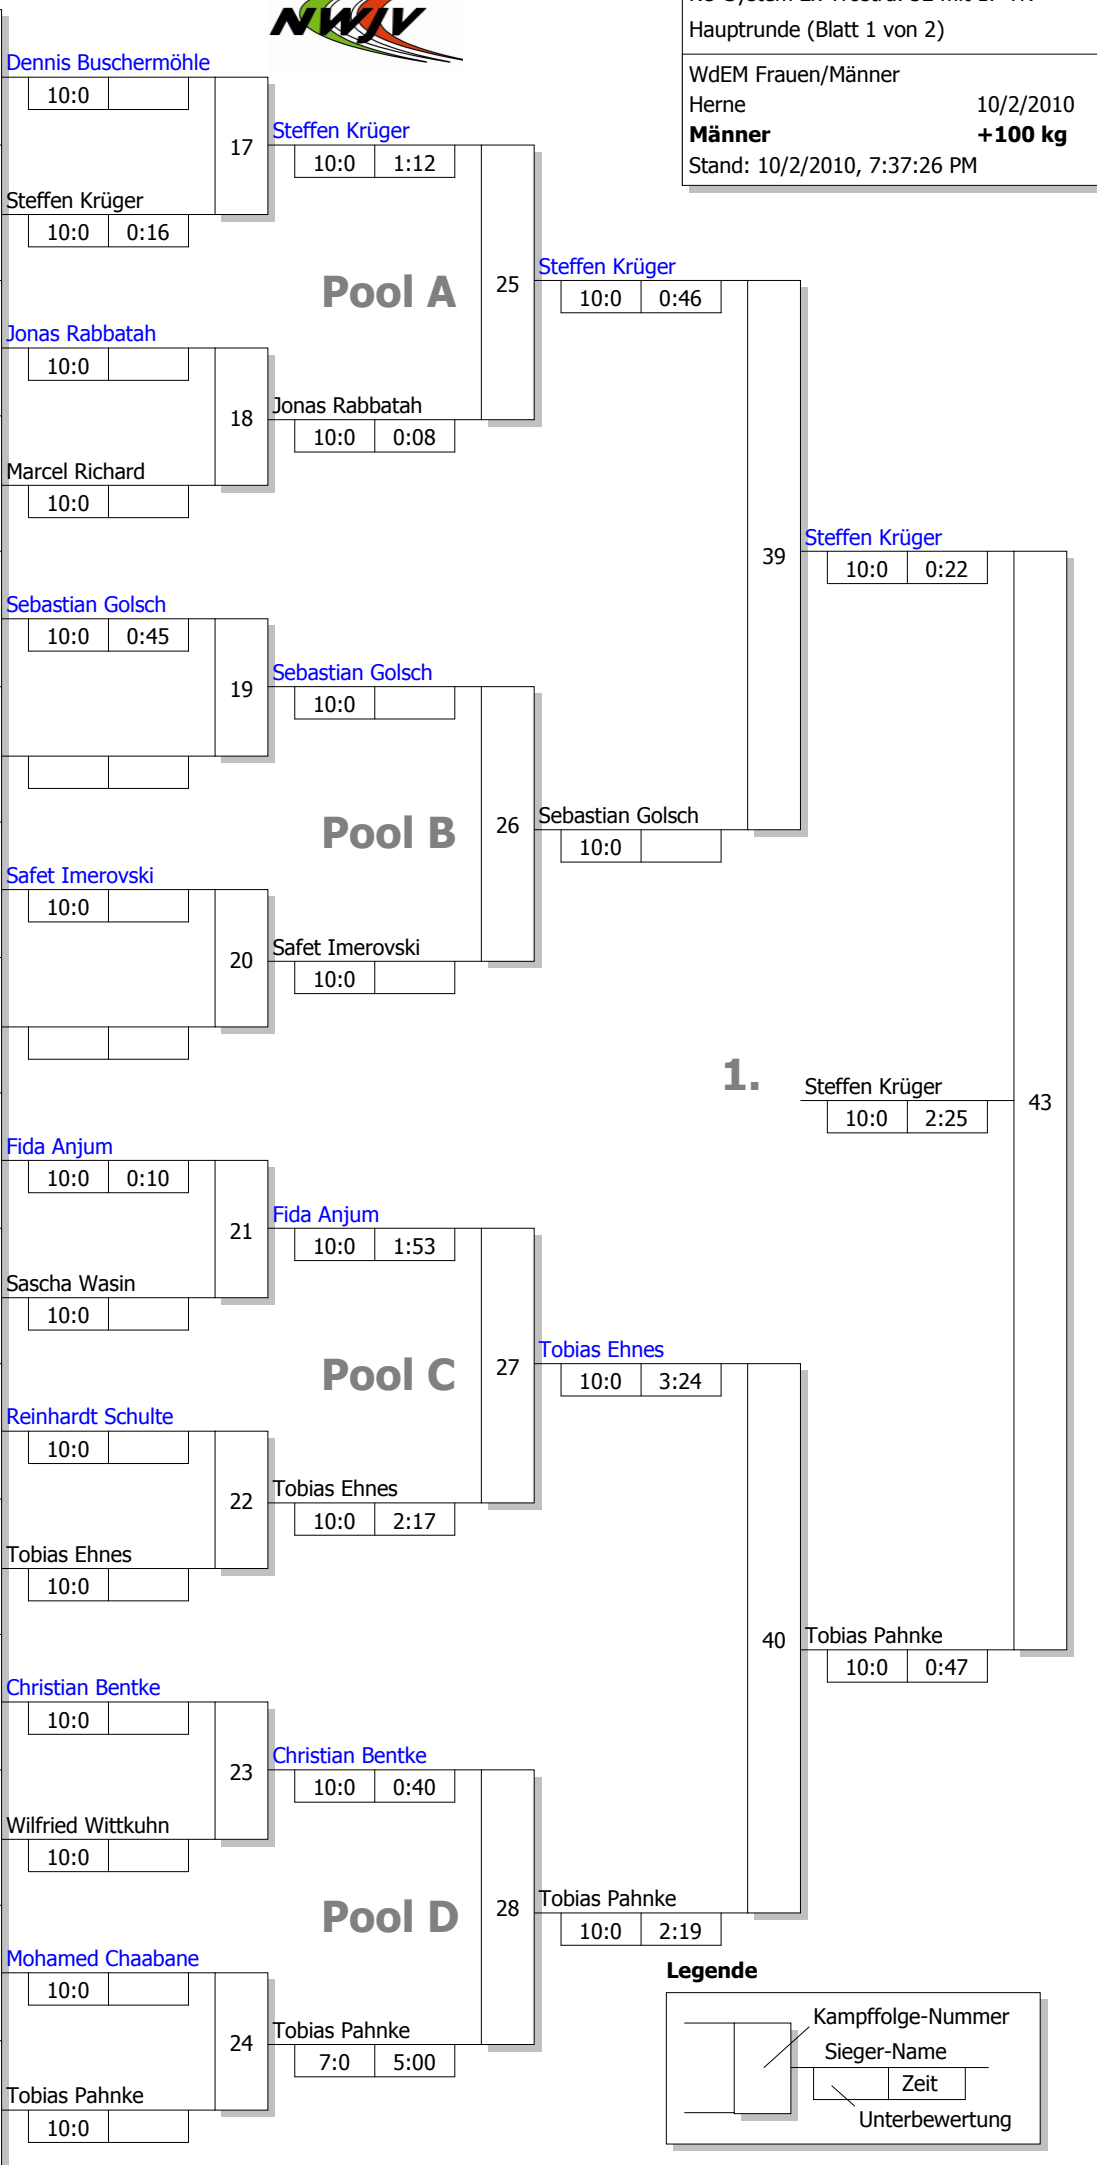 NWJV
Hauptrunde (Blatt 1 von 2)
WdEM Frauen/Männer
Herne 10/2/2010
Männer +100 kg
Stand: 10/2/2010, 7:37:26 PM
Dennis Buschermöhle
10:0
17
Steffen Krüger
10:0 1:12
Steffen Krüger
10:0 0:16
Pool A
25
Steffen Krüger
10:0 0:46
Jonas Rabbatah
10:0
18
Jonas Rabbatah
10:0 0:08
Marcel Richard
10:0
39
Steffen Krüger
10:0 0:22
Sebastian Golsch
10:0 0:45
19
Sebastian Golsch
10:0
Pool B
26
Sebastian Golsch
10:0
Safet Imerovski
10:0
20
Safet Imerovski
10:0
1.
Steffen Krüger
10:0 2:25
43
Fida Anjum
10:0 0:10
21
Fida Anjum
10:0 1:53
Sascha Wasin
10:0
Pool C
27
Tobias Ehnes
10:0 3:24
Reinhardt Schulte
10:0
22
Tobias Ehnes
10:0 2:17
Tobias Ehnes
10:0
40
Tobias Pahnke
10:0 0:47
Christian Bentke
10:0
23
Christian Bentke
10:0 0:40
Wilfried Wittkuhn
10:0
Pool D
28
Tobias Pahnke
10:0 2:19
Mohamed Chaabane
10:0
24
Tobias Pahnke
7:0 5:00
Tobias Pahnke
10:0
Legende
Kampffolge-Nummer
Sieger-Name
Zeit
Unterbewertung